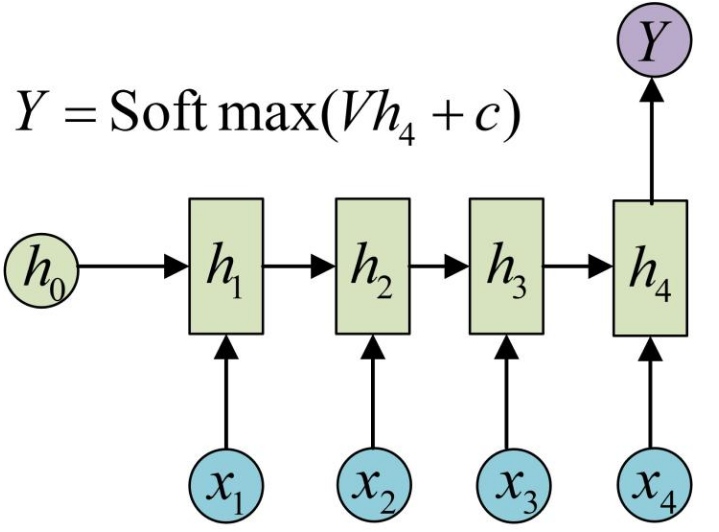 Y
Y = Soft max(Vh₄ + c)
h₀ h₁ h₂ h₃ h₄
x₁ x₂ x₃ x₄